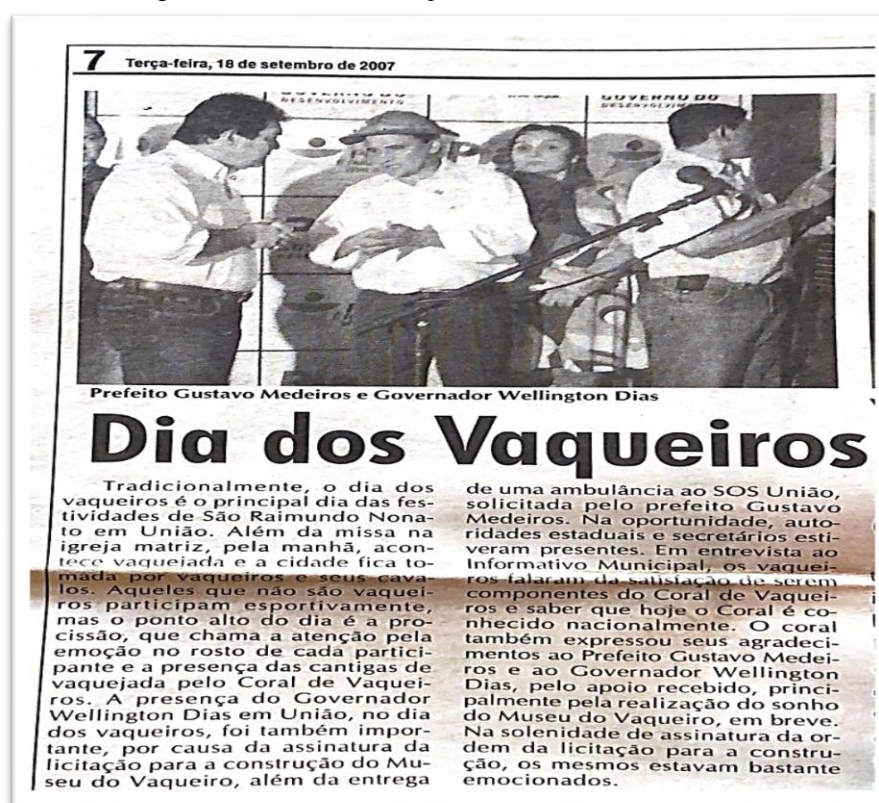 7 Terça-feira, 18 de setembro de 2007
DESENVOLVIMENTO
GOVERNO DO
DESENVOLVIMENTO
Prefeito Gustavo Medeiros e Governador Wellington Dias
Dia dos Vaqueiros
Tradicionalmente, o dia dos
vaqueiros é o principal dia das fes-
tividades de São Raimundo Nona-
to em União. Além da missa na
igreja matriz, pela manhã, acon-
tece vaquejada e a cidade fica to-
mada por vaqueiros e seus cava-
los. Aqueles que não são vaquei-
ros participam esportivamente,
mas o ponto alto do dia é a pro-
cissão, que chama a atenção pela
emoção no rosto de cada partici-
pante e a presença das cantigas de
vaquejada pelo Coral de Vaquei-
ros. A presença do Governador
Wellington Dias em União, no dia
dos vaqueiros, foi também impor-
tante, por causa da assinatura da
licitação para a construção do Mu-
seu do Vaqueiro, além da entrega
de uma ambulância ao SOS União,
solicitada pelo prefeito Gustavo
Medeiros. Na oportunidade, auto-
ridades estaduais e secretários esti-
veram presentes. Em entrevista ao
Informativo Municipal, os vaquei-
ros falaram da satisfação de serem
componentes do Coral de Vaquei-
ros e saber que hoje o Coral é co-
nhecido nacionalmente. O coral
também expressou seus agradeci-
mentos ao Prefeito Gustavo Medei-
ros e ao Governador Wellington
Dias, pelo apoio recebido, princi-
palmente pela realização do sonho
do Museu do Vaqueiro, em breve.
Na solenidade de assinatura da or-
dem da licitação para a constru-
ção, os mesmos estavam bastante
emocionados.